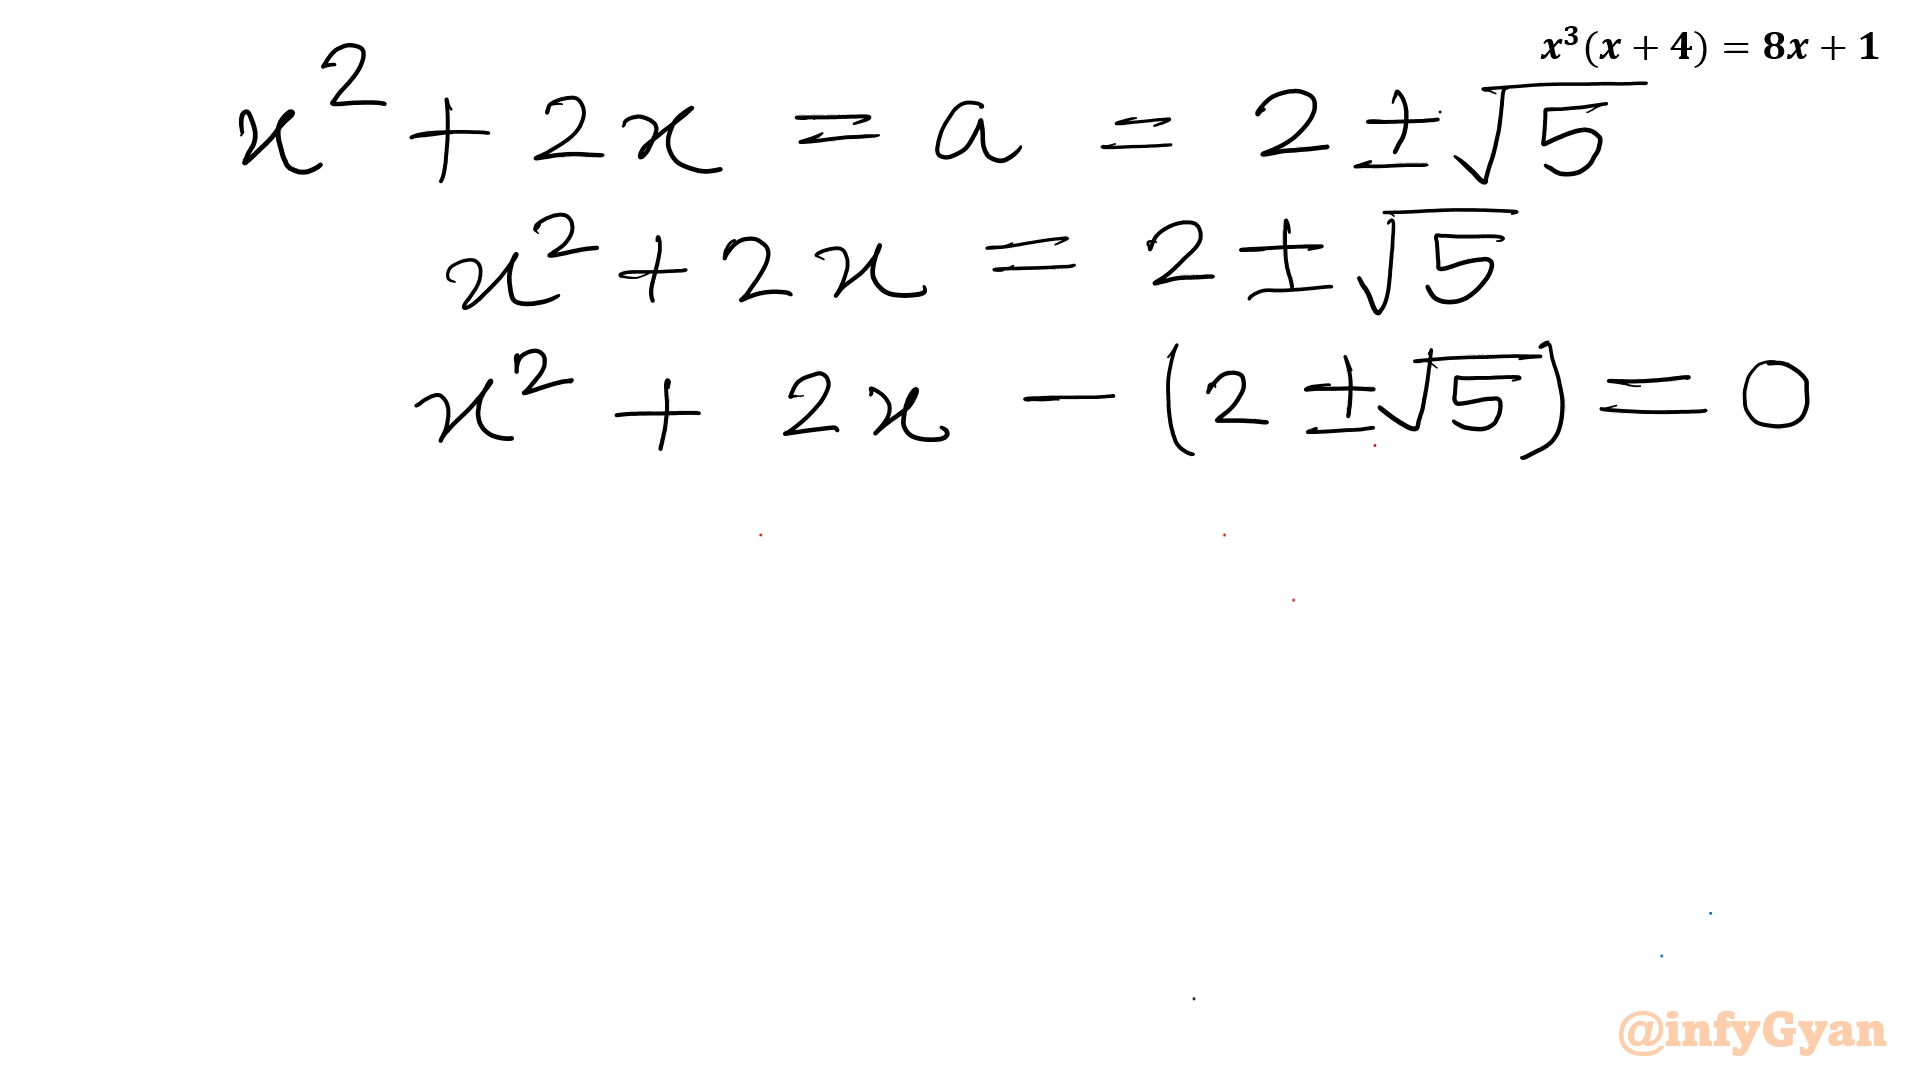 x³(x + 4) = 8x + 1
x² + 2x = a = 2 ± √5
x² + 2x = 2 ± √5
x² + 2x − (2 ± √5) = 0
@infyGyan